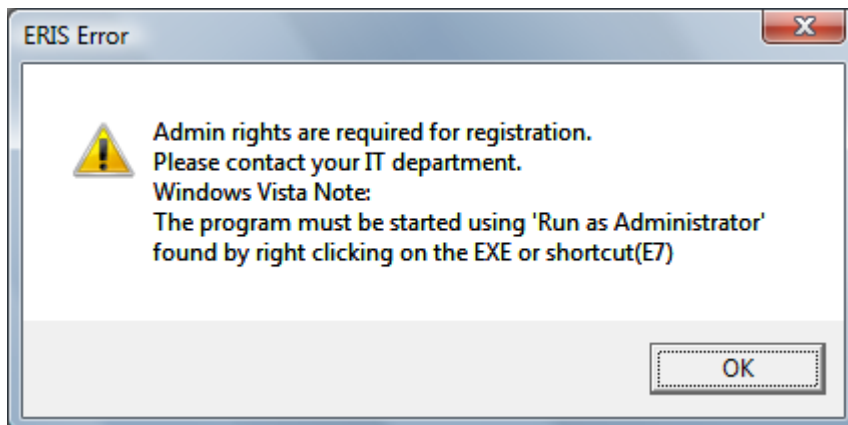 ERIS Error
Admin rights are required for registration.
Please contact your IT department.
Windows Vista Note:
The program must be started using 'Run as Administrator'
found by right clicking on the EXE or shortcut(E7)
OK